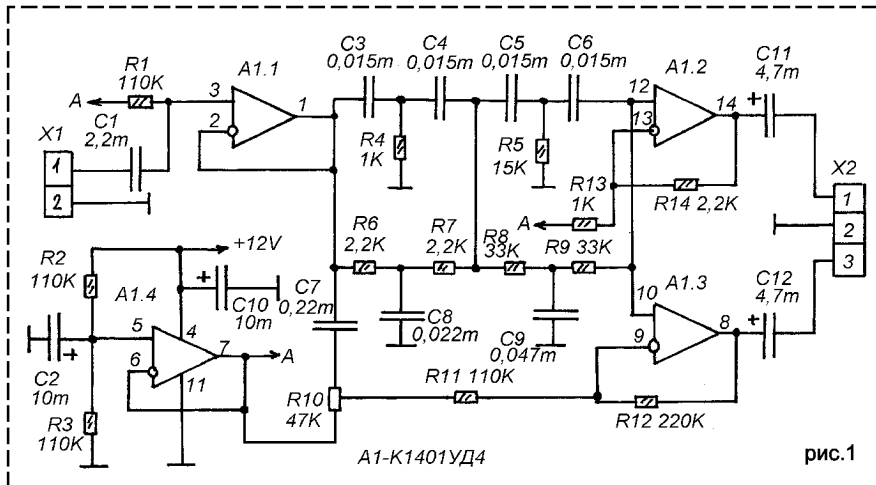 C3
0,015m
C4
0,015m
C5
0,015m
C6
0,015m
C11
4,7m
R1
110K
A1.1
A1.2
A
3
2
1
12
13
14
C1
2,2m
X1
1
2
R4
1K
R5
15K
R13
1K
A
R14 2,2K
X2
1
2
3
+12V
R6
2,2K
R7
2,2K
R8
33K
R9 33K
R2
110K
A1.4
C10
10m
C7
0,22m
C8
0,022m
C9
0,047m
A1.3
C12
4,7m
10
9
8
5
6
4
7
11
A
C2
10m
R3
110K
R10
47K
R11 110K
R12 220K
A1-К1401УД4
рис.1